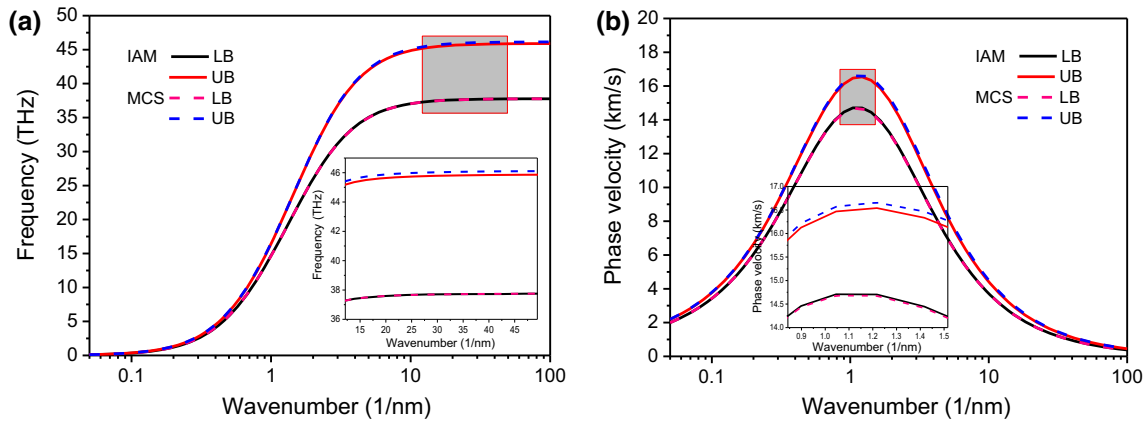 (a)
50
45
40
35
30
25
20
15
10
5
0
Frequency (THz)
IAM LB
UB
MCS LB
UB
46
44
42
40
38
36
Frequency (THz)
15 20 25 30 35 40 45
Wavenumber (1/nm)
0.1 1 10 100
Wavenumber (1/nm)
(b)
20
18
16
14
12
10
8
6
4
2
0
Phase velocity (km/s)
IAM LB
UB
MCS LB
UB
17.0
16.5
16.0
15.5
15.0
14.5
14.0
Phase velocity (km/s)
0.9 1.0 1.1 1.2 1.3 1.4 1.5
Wavenumber (1/nm)
0.1 1 10 100
Wavenumber (1/nm)